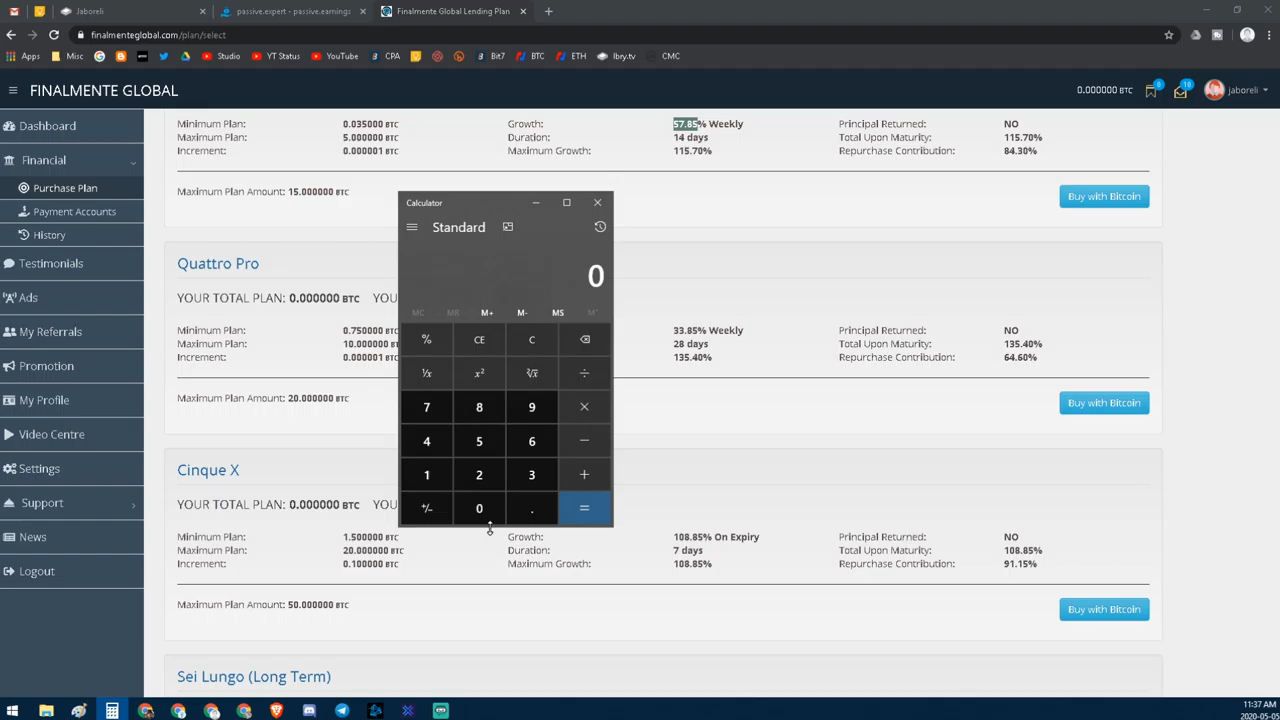 Jaboreli
passive.expert - passive.earnings
Finalmente Global Lending Plan
finalmenteglobal.com/plan/select
Apps Misc Studio YT Status YouTube CPA Bit7 BTC ETH lbry.tv CMC
FINALMENTE GLOBAL
0.000000 BTC 0 10 jaboreli
Dashboard
Financial
Purchase Plan
Payment Accounts
History
Testimonials
Ads
My Referrals
Promotion
My Profile
Video Centre
Settings
Support
News
Logout
Minimum Plan: 0.035000 BTC Growth: 57.85% Weekly Principal Returned: NO
Maximum Plan: 5.000000 BTC Duration: 14 days Total Upon Maturity: 115.70%
Increment: 0.000001 BTC Maximum Growth: 115.70% Repurchase Contribution: 84.30%
Maximum Plan Amount: 15.000000 BTC
Buy with Bitcoin
Quattro Pro
YOUR TOTAL PLAN: 0.000000 BTC YOU
Minimum Plan: 0.750000 BTC 33.85% Weekly Principal Returned: NO
Maximum Plan: 10.000000 BTC 28 days Total Upon Maturity: 135.40%
Increment: 0.000001 BTC 135.40% Repurchase Contribution: 64.60%
Maximum Plan Amount: 20.000000 BTC
Buy with Bitcoin
Cinque X
YOUR TOTAL PLAN: 0.000000 BTC YOU
Minimum Plan: 1.500000 BTC Growth: 108.85% On Expiry Principal Returned: NO
Maximum Plan: 20.000000 BTC Duration: 7 days Total Upon Maturity: 108.85%
Increment: 0.100000 BTC Maximum Growth: 108.85% Repurchase Contribution: 91.15%
Maximum Plan Amount: 50.000000 BTC
Buy with Bitcoin
Sei Lungo (Long Term)
Calculator
Standard
0
MC MR M+ M- MS M˅
% CE C
⅟x x² ²√x ÷
7 8 9 ×
4 5 6 −
1 2 3 +
+/− 0 . =
11:37 AM
2020-05-05